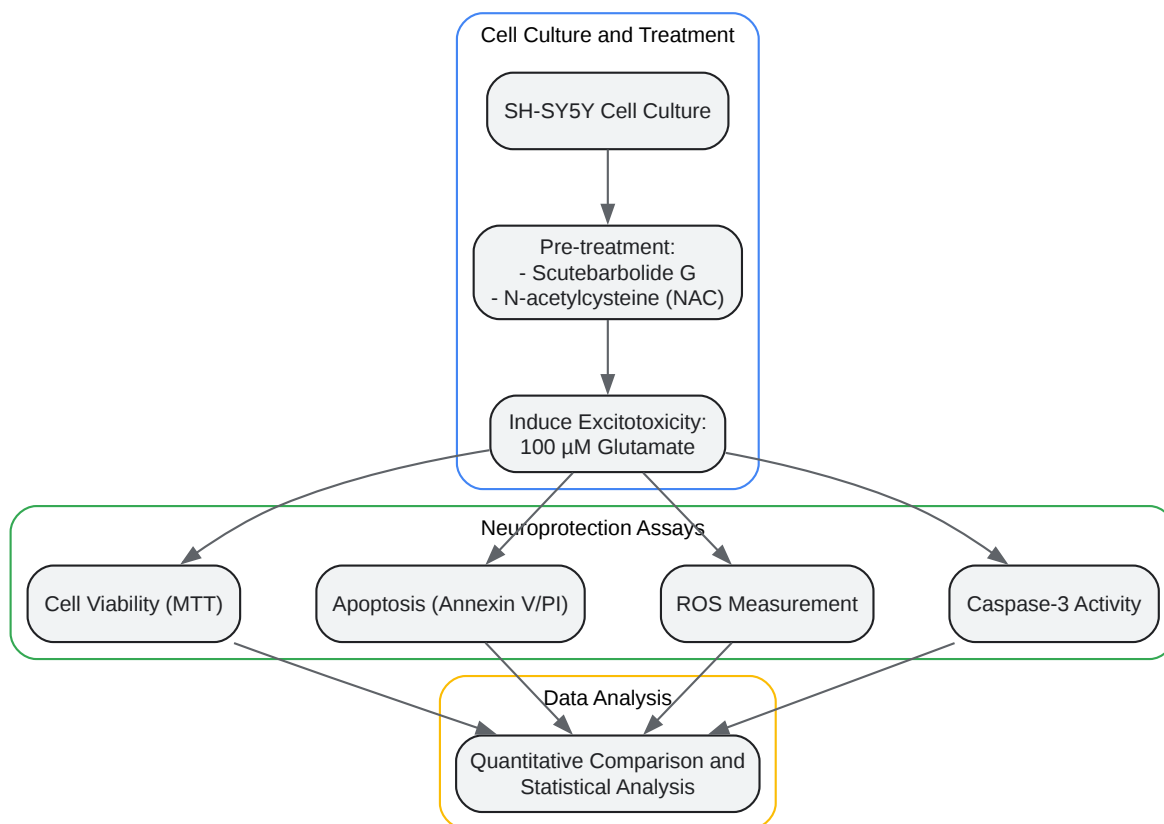 Cell Culture and Treatment
SH-SY5Y Cell Culture
Pre-treatment:
- Scutebarbolide G
- N-acetylcysteine (NAC)
Induce Excitotoxicity:
100 µM Glutamate
Neuroprotection Assays
Cell Viability (MTT)
Apoptosis (Annexin V/PI)
ROS Measurement
Caspase-3 Activity
Data Analysis
Quantitative Comparison and
Statistical Analysis